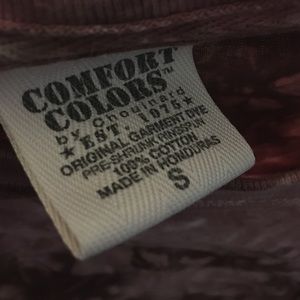 COMFORT
COLORS™
by Chouinard
★ EST. 1975 ★
ORIGINAL GARMENT DYE
PRE-SHRUNK/RINGSPUN
100% COTTON
MADE IN HONDURAS
S